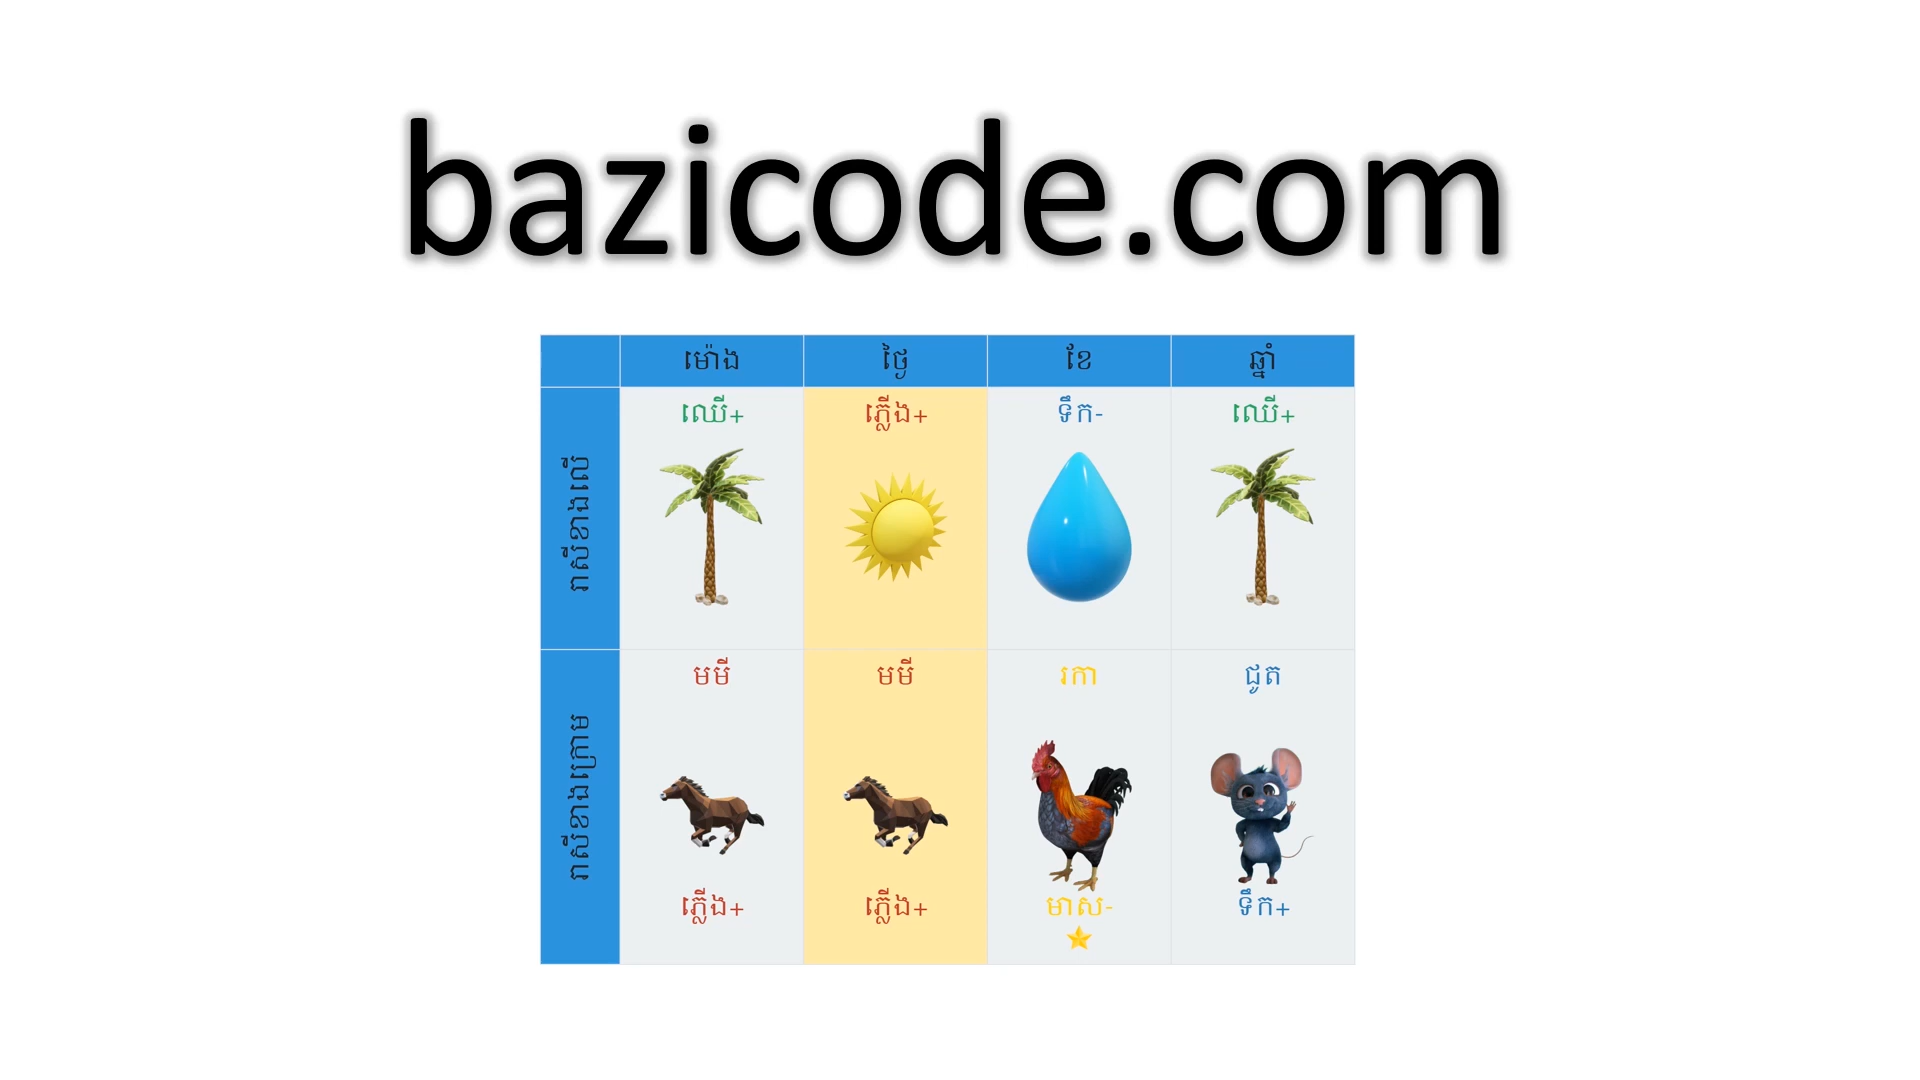 bazicode.com
ម៉ោង ថ្ងៃ ខែ ឆ្នាំ
រាសីខាងលើ
ឈើ+ ភ្លើង+ ទឹក- ឈើ+
រាសីខាងក្រោម
មមី មមី រកា ជូត
ភ្លើង+ ភ្លើង+ មាស- ទឹក+